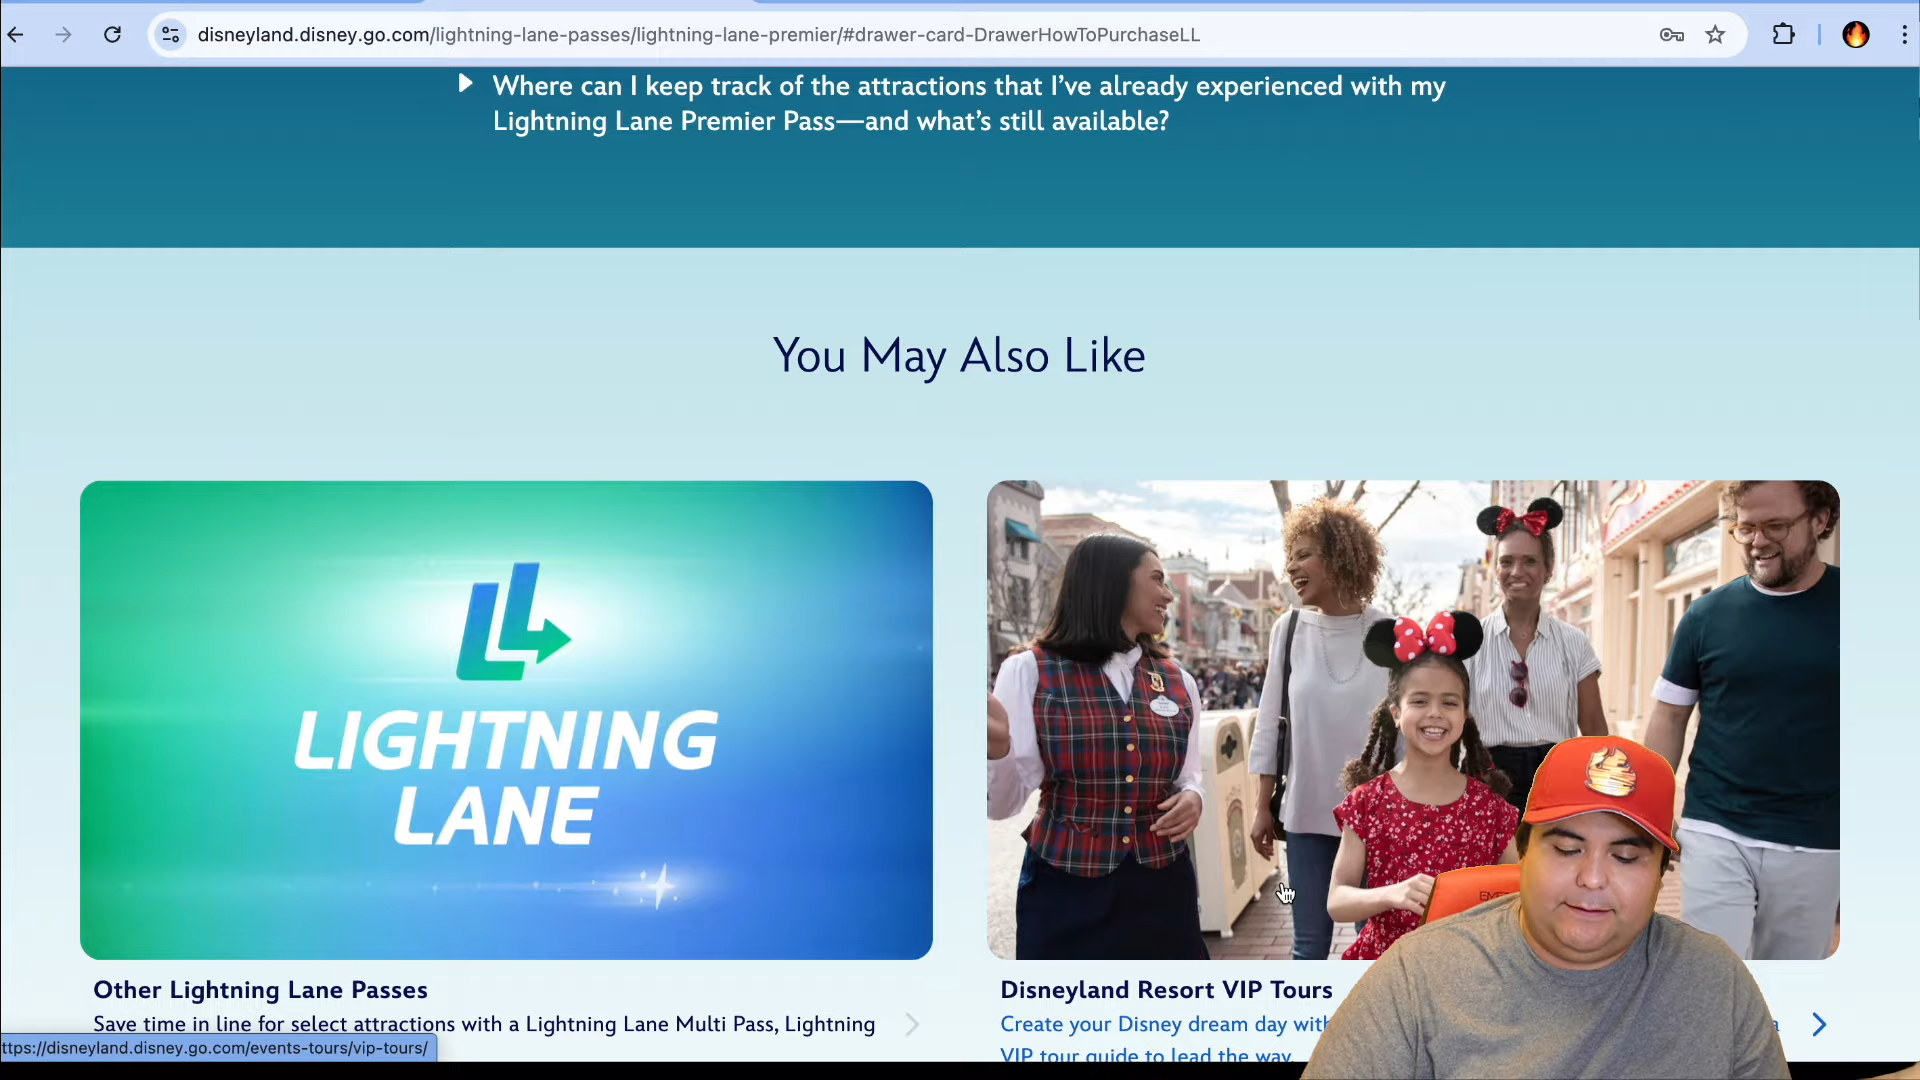 disneyland.disney.go.com/lightning-lane-passes/lightning-lane-premier/#drawer-card-DrawerHowToPurchaseLL
Where can I keep track of the attractions that I’ve already experienced with my
Lightning Lane Premier Pass—and what’s still available?
You May Also Like
LIGHTNING
LANE
Other Lightning Lane Passes
Save time in line for select attractions with a Lightning Lane Multi Pass, Lightning
Disneyland Resort VIP Tours
Create your Disney dream day with
VIP tour guide to lead the way.
ttps://disneyland.disney.go.com/events-tours/vip-tours/